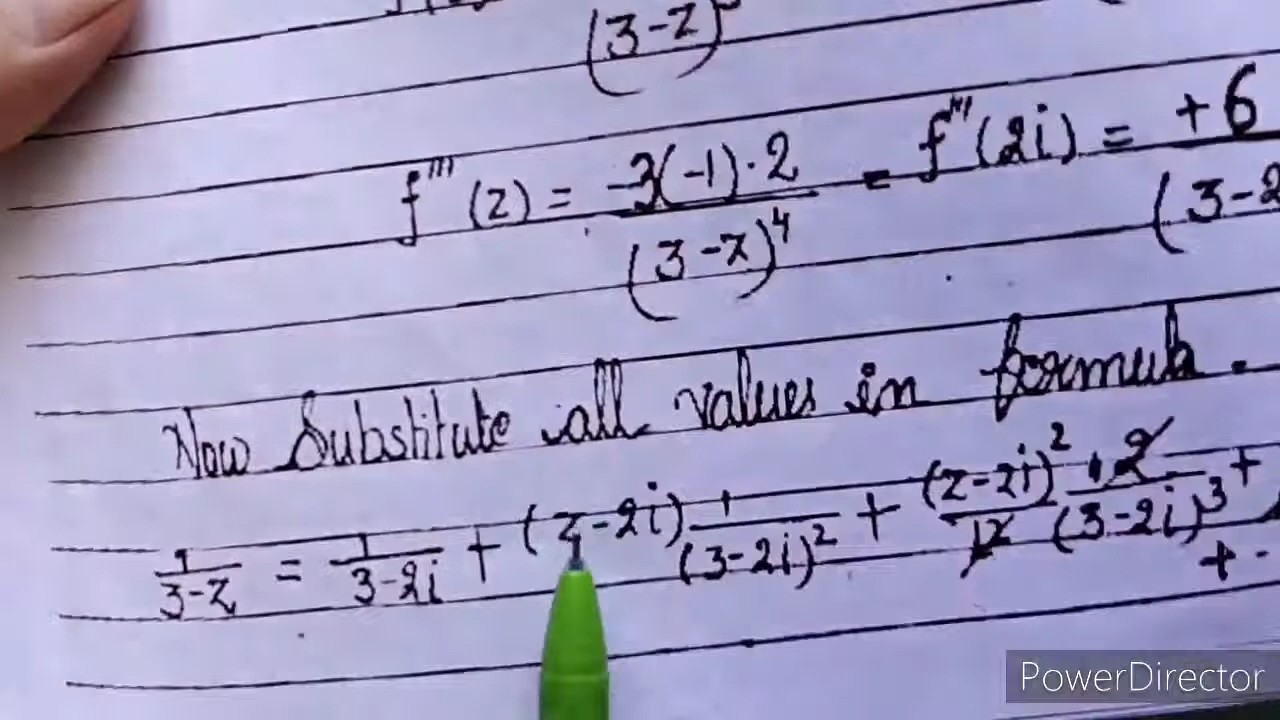 (3-z)
f'''(z) = -3(-1)·2 / (3-z)^4 = f'''(2i) = +6 / (3-2
Now Substitute all values in formula.
1/(3-z) = 1/(3-2i) + (z-2i) 1/(3-2i)^2 + (z-2i)^2/12 +2/(3-2i)^3 +
+ ·
PowerDirector